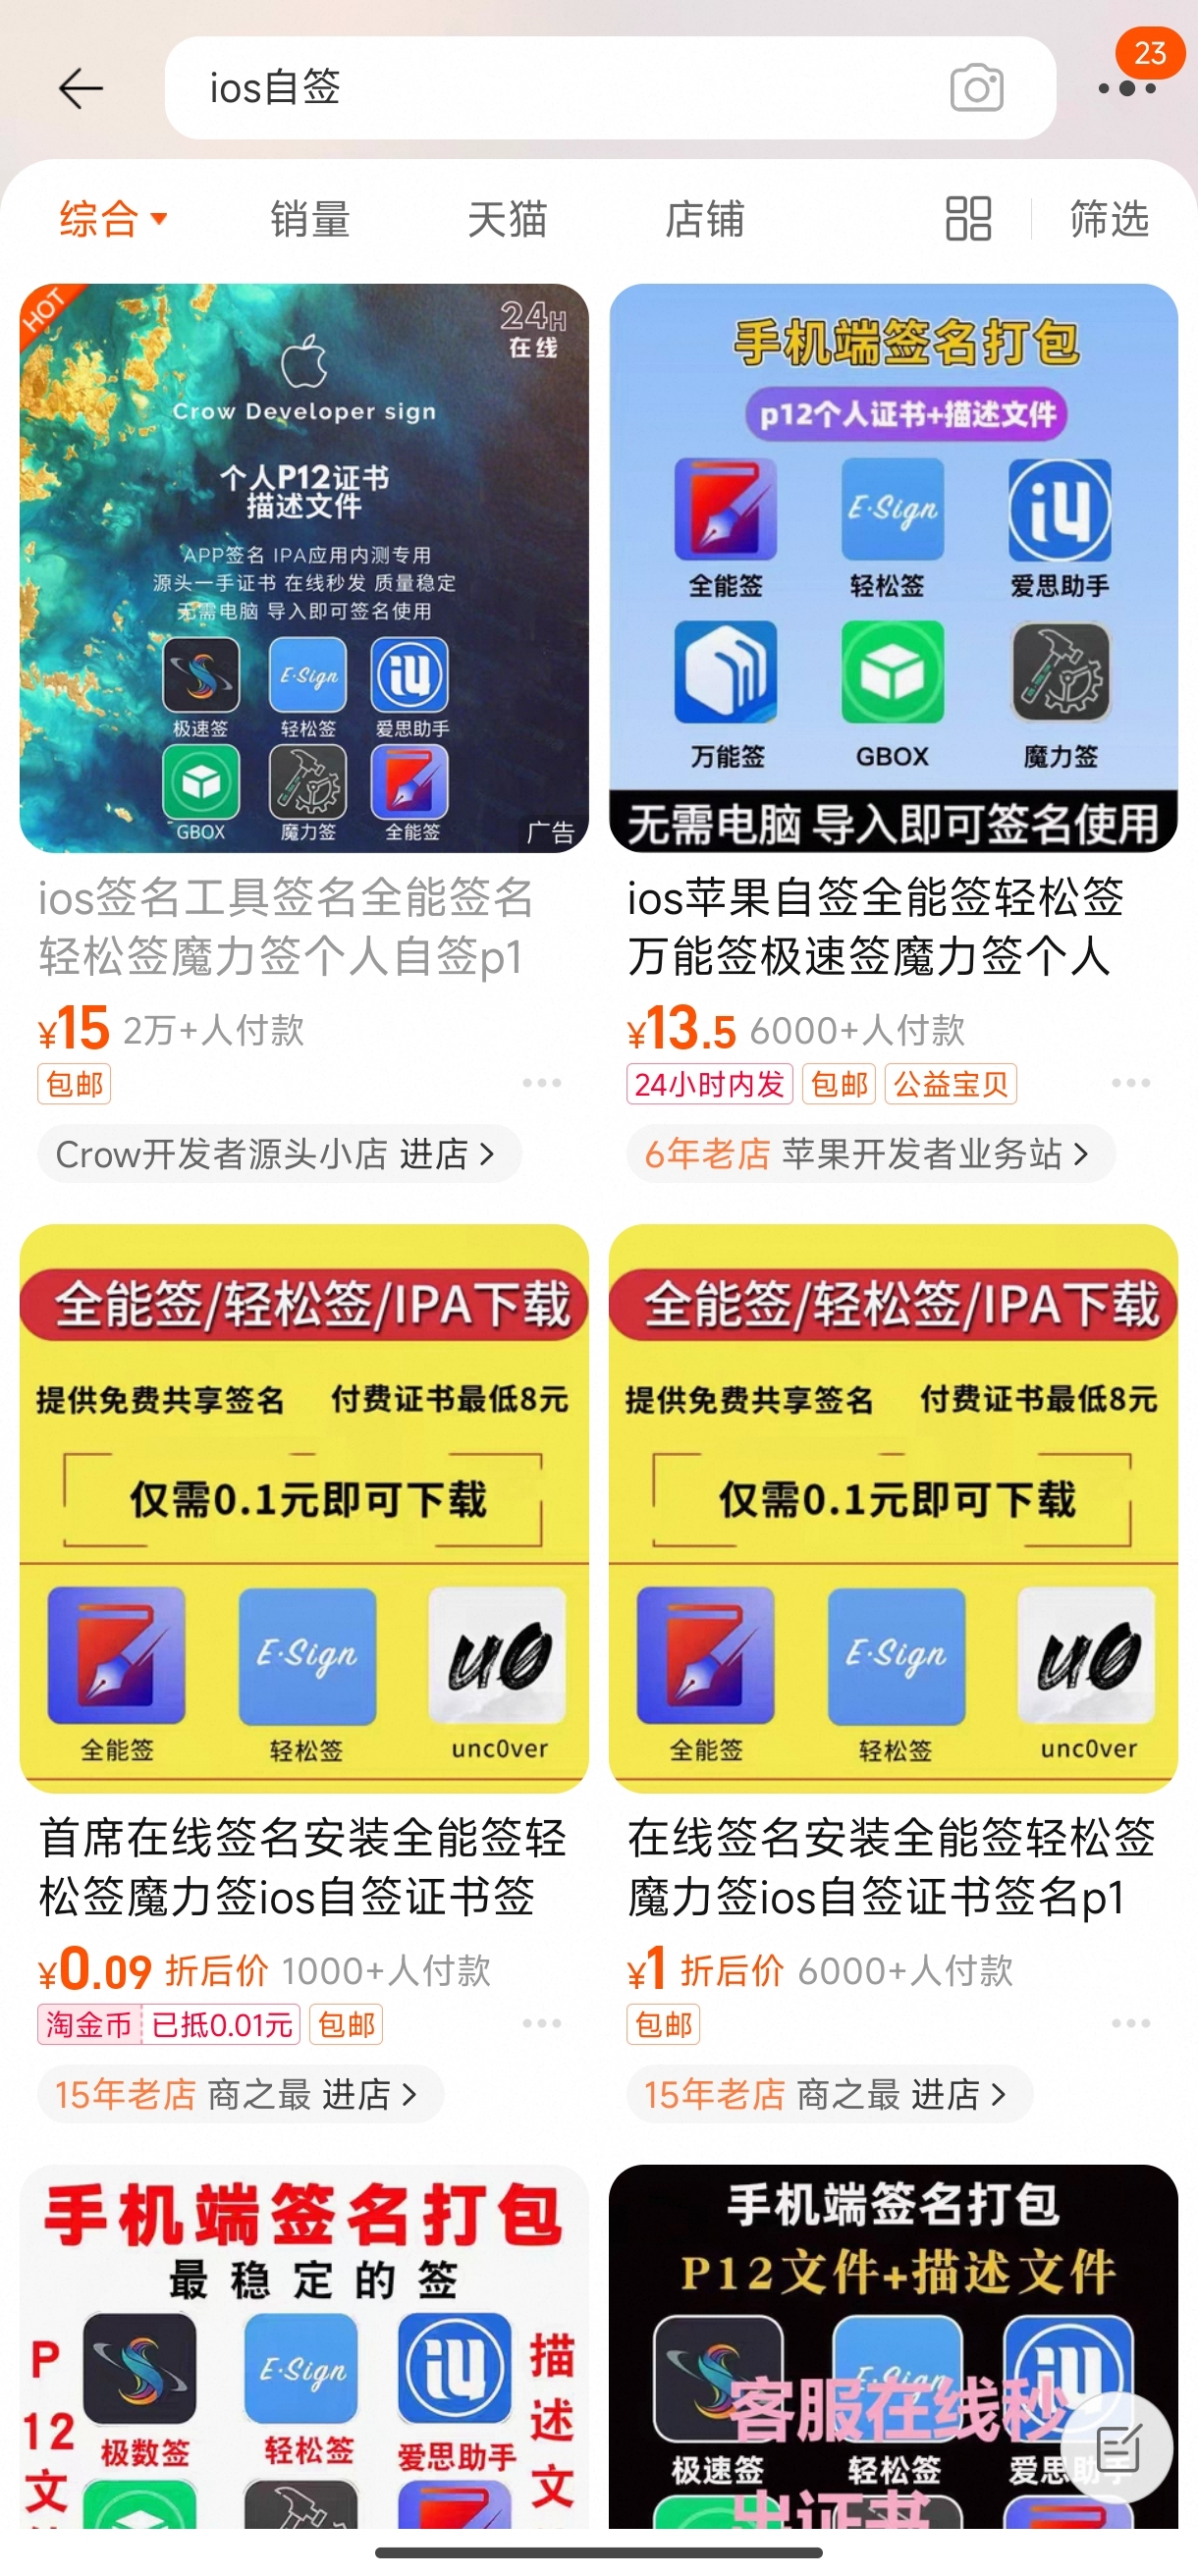 23
ios自签
综合
销量
天猫
店铺
筛选
HOT
24H
在线
Crow Developer sign
个人P12证书
描述文件
APP签名 IPA应用内测专用
源头一手证书 在线秒发 质量稳定
无需电脑 导入即可签名使用
E·Sign
极速签
轻松签
爱思助手
GBOX
魔力签
全能签
广告
ios签名工具签名全能签名
轻松签魔力签个人自签p1
¥15 2万+人付款
包邮
Crow开发者源头小店 进店
手机端签名打包
p12个人证书+描述文件
E·Sign
全能签
轻松签
爱思助手
万能签
GBOX
魔力签
无需电脑 导入即可签名使用
ios苹果自签全能签轻松签
万能签极速签魔力签个人
¥13.5 6000+人付款
24小时内发 包邮 公益宝贝
6年老店 苹果开发者业务站
全能签/轻松签/IPA下载
提供免费共享签名 付费证书最低8元
仅需0.1元即可下载
E·Sign
全能签
轻松签
unc0ver
首席在线签名安装全能签轻
松签魔力签ios自签证书签
¥0.09 折后价 1000+人付款
淘金币 已抵0.01元 包邮
15年老店 商之最 进店
全能签/轻松签/IPA下载
提供免费共享签名 付费证书最低8元
仅需0.1元即可下载
E·Sign
全能签
轻松签
unc0ver
在线签名安装全能签轻松签
魔力签ios自签证书签名p1
¥1 折后价 6000+人付款
包邮
15年老店 商之最 进店
手机端签名打包
最稳定的签
P
12
文
E·Sign
描
述
文
极数签
轻松签
爱思助手
手机端签名打包
P12文件+描述文件
客服在线秒
极速签
轻松签
爱思助手
出证书